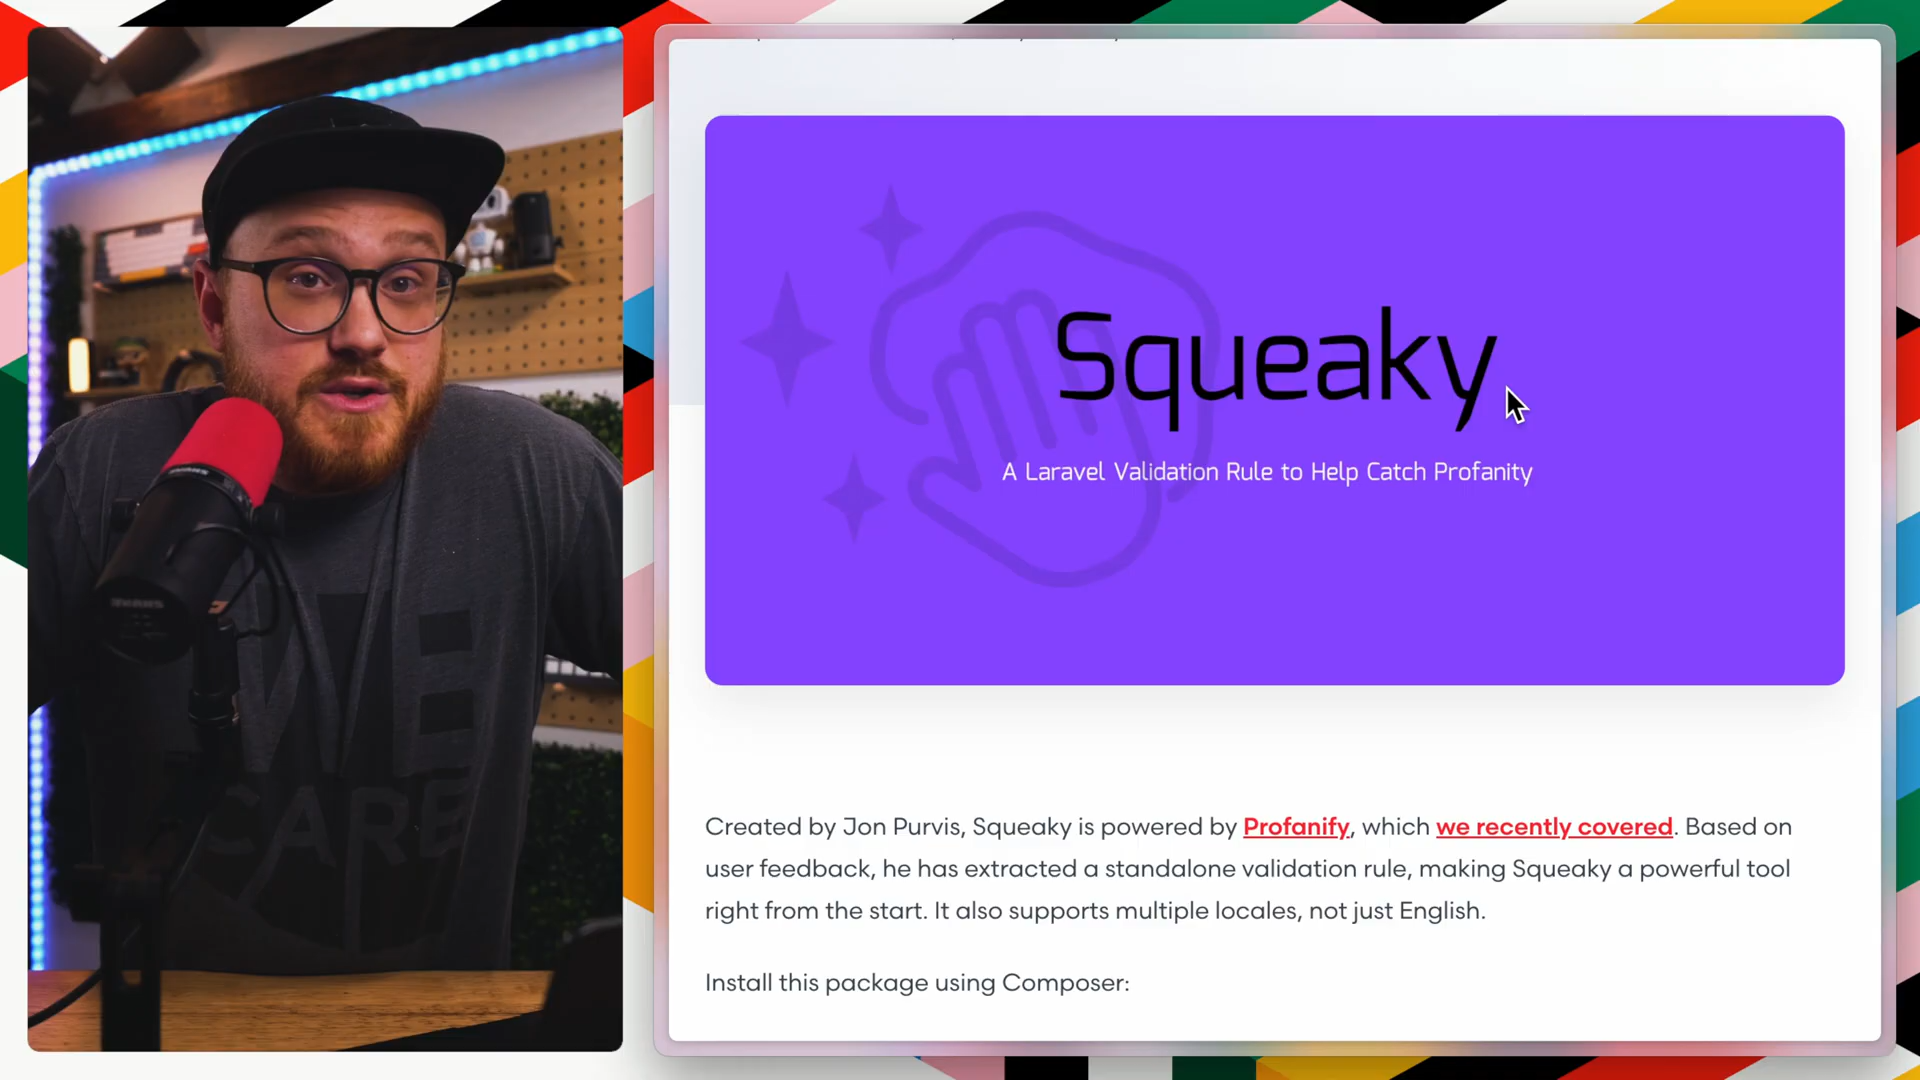 WE
CARE
Squeaky
A Laravel Validation Rule to Help Catch Profanity
Created by Jon Purvis, Squeaky is powered by Profanify, which we recently covered. Based on
user feedback, he has extracted a standalone validation rule, making Squeaky a powerful tool
right from the start. It also supports multiple locales, not just English.
Install this package using Composer: